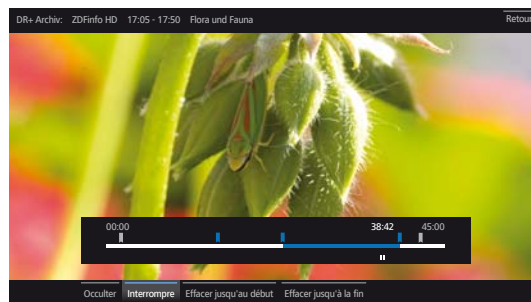 DR+ Archiv: ZDFinfo HD 17:05 - 17:50 Flora und Fauna Retour
00:00 38:42 45:00
Occulter Interrompre Effacer jusqu'au début Effacer jusqu'à la fin